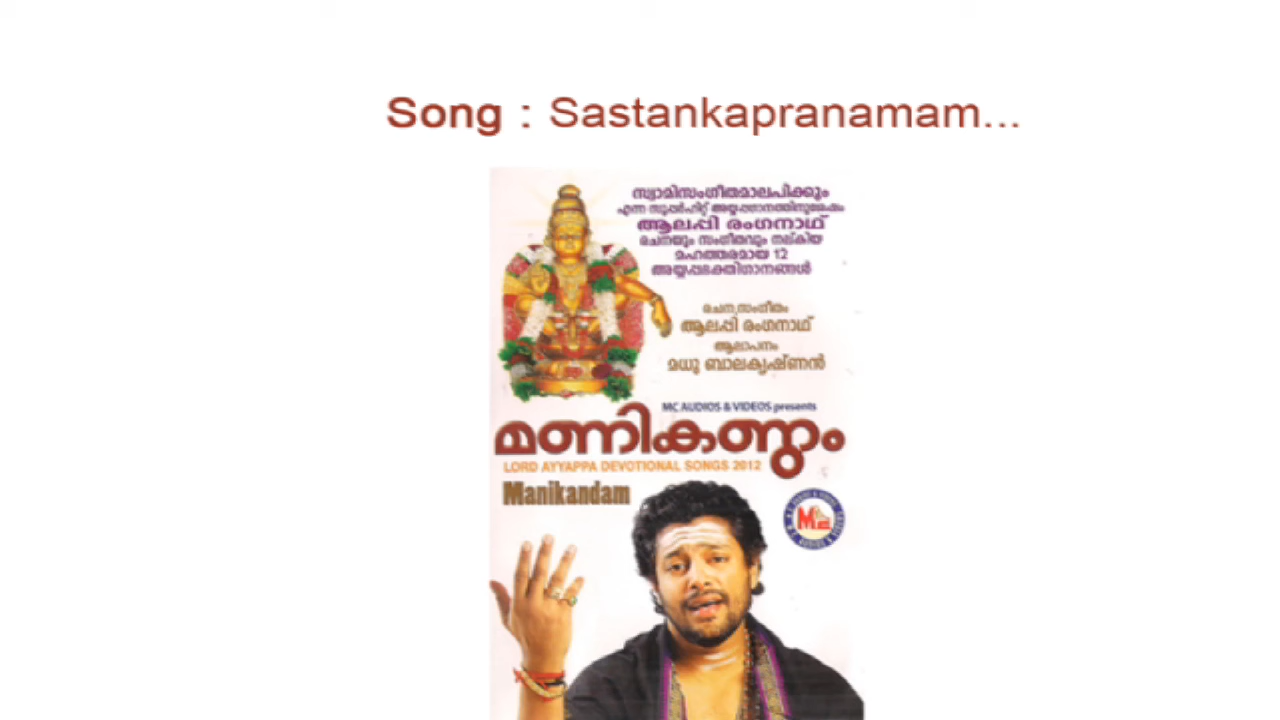 Song : Sastankapranamam...
സ്വാമിസംഗീതമാലപിക്കും
എന്ന സൂപ്പർഹിറ്റ് അയ്യപ്പഗാനത്തിനുശേഷം
ആലപ്പി രംഗനാഥ്
രചനയും സംഗീതവും നല്കിയ
മഹത്തരമായ 12
അയ്യപ്പഭക്തിഗാനങ്ങൾ
രചന,സംഗീതം
ആലപ്പി രംഗനാഥ്
ആലാപനം
മധു ബാലകൃഷ്ണൻ
MC AUDIOS & VIDEOS presents
മണികണ്ഠം
LORD AYYAPPA DEVOTIONAL SONGS 2012
Manikandam